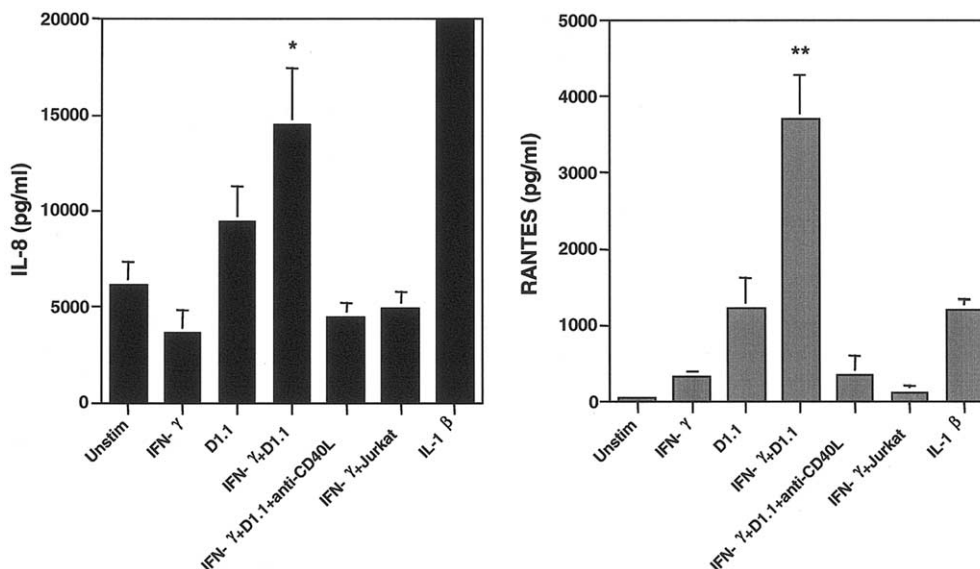 IL-8 (pg/ml)
20000
15000
10000
5000
0
*
Unstim
IFN- γ
D1.1
IFN- γ+D1.1
IFN- γ+D1.1+anti-CD40L
IFN- γ+Jurkat
IL-1 β
RANTES (pg/ml)
5000
4000
3000
2000
1000
0
**
Unstim
IFN- γ
D1.1
IFN- γ+D1.1
IFN- γ+D1.1+anti-CD40L
IFN- γ+Jurkat
IL-1 β